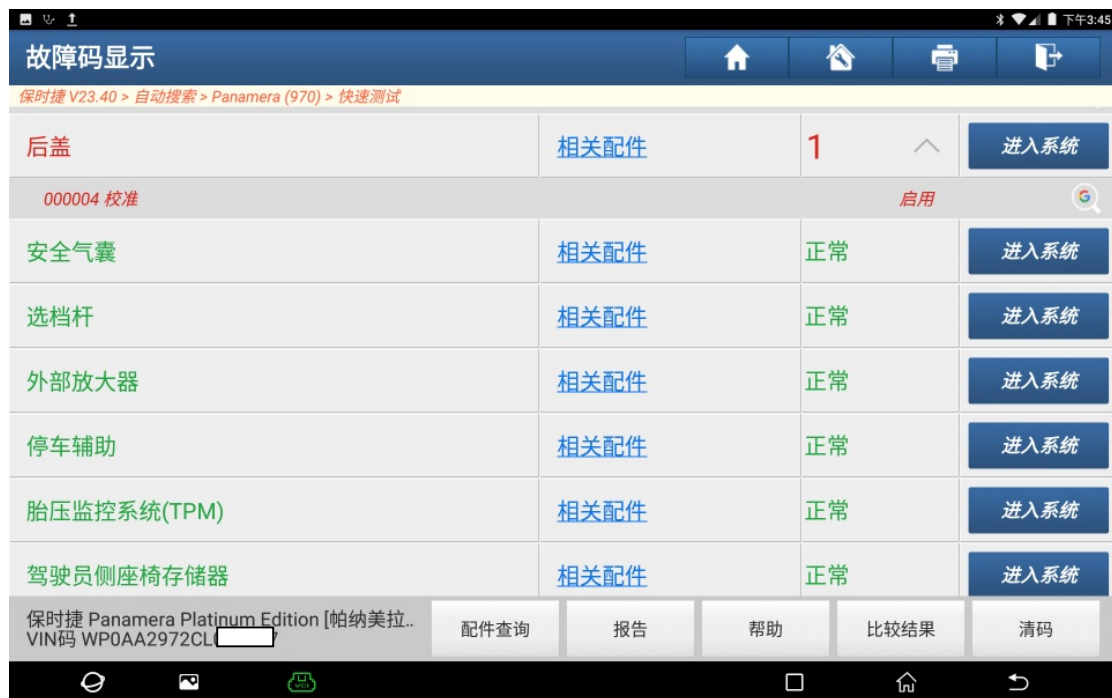 下午3:45
故障码显示
保时捷 V23.40 > 自动搜索 > Panamera (970) > 快速测试
后盖 相关配件 1 进入系统
000004 校准 启用
安全气囊 相关配件 正常 进入系统
选档杆 相关配件 正常 进入系统
外部放大器 相关配件 正常 进入系统
停车辅助 相关配件 正常 进入系统
胎压监控系统(TPM) 相关配件 正常 进入系统
驾驶员侧座椅存储器 相关配件 正常 进入系统
保时捷 Panamera Platinum Edition [帕纳美拉..
VIN码 WP0AA2972CL 7
配件查询 报告 帮助 比较结果 清码
VCI